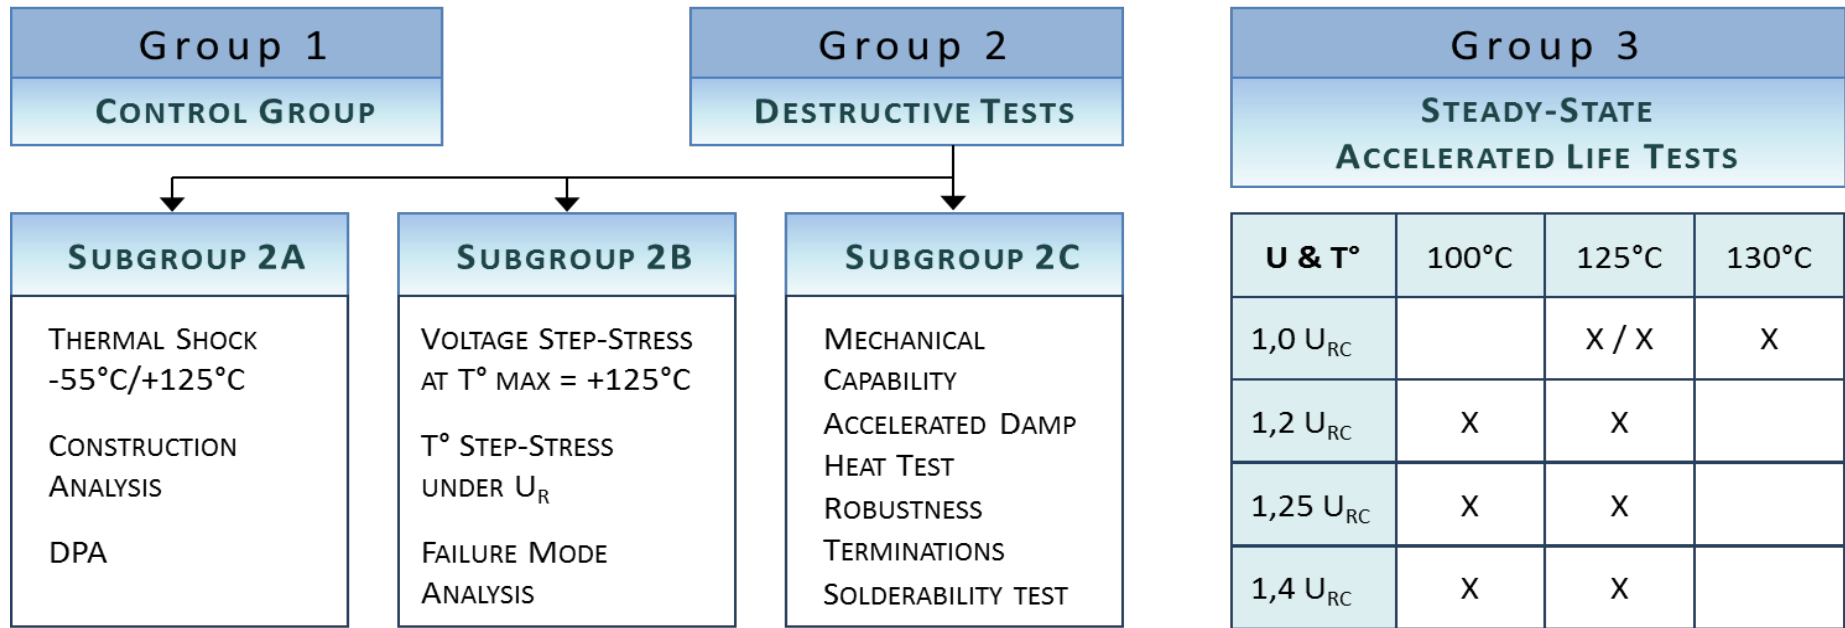 Group 1
CONTROL GROUP
Group 2
DESTRUCTIVE TESTS
SUBGROUP 2A
THERMAL SHOCK
-55°C/+125°C
CONSTRUCTION
ANALYSIS
DPA
SUBGROUP 2B
VOLTAGE STEP-STRESS
AT T° MAX = +125°C
T° STEP-STRESS
UNDER UR
FAILURE MODE
ANALYSIS
SUBGROUP 2C
MECHANICAL
CAPABILITY
ACCELERATED DAMP
HEAT TEST
ROBUSTNESS
TERMINATIONS
SOLDERABILITY TEST
Group 3
STEADY-STATE
ACCELERATED LIFE TESTS
U & T° 100°C 125°C 130°C
1,0 URC X / X X
1,2 URC X X
1,25 URC X X
1,4 URC X X